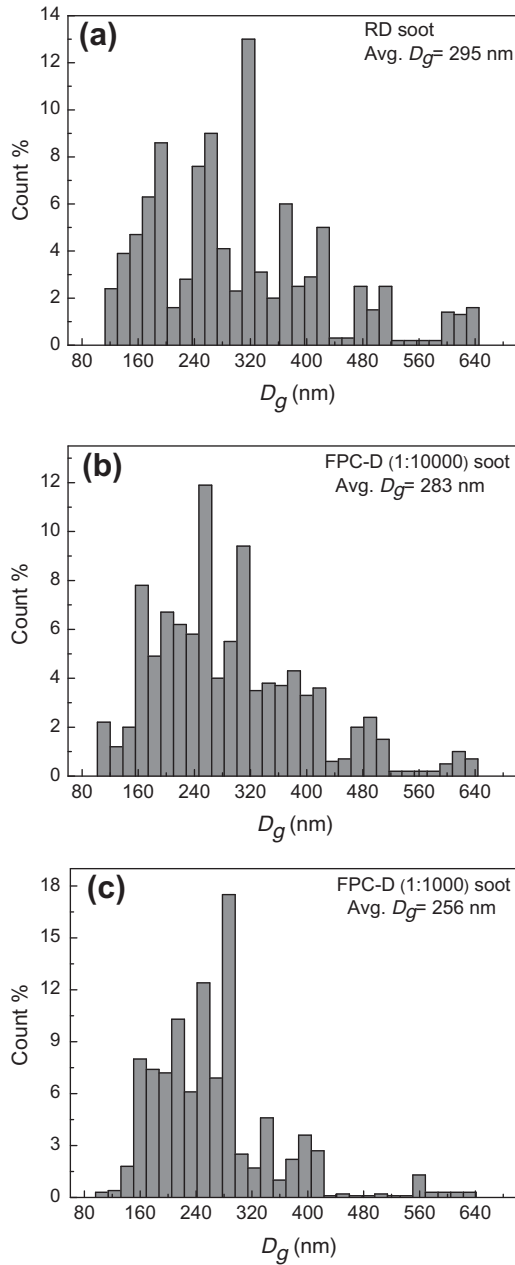 (a)
RD soot
Avg. Dg= 295 nm
14
12
10
8
6
4
2
0
Count %
80 160 240 320 400 480 560 640
Dg (nm)
(b)
FPC-D (1:10000) soot
Avg. Dg= 283 nm
12
10
8
6
4
2
0
Count %
80 160 240 320 400 480 560 640
Dg (nm)
(c)
FPC-D (1:1000) soot
Avg. Dg= 256 nm
18
15
12
9
6
3
0
Count %
80 160 240 320 400 480 560 640
Dg (nm)